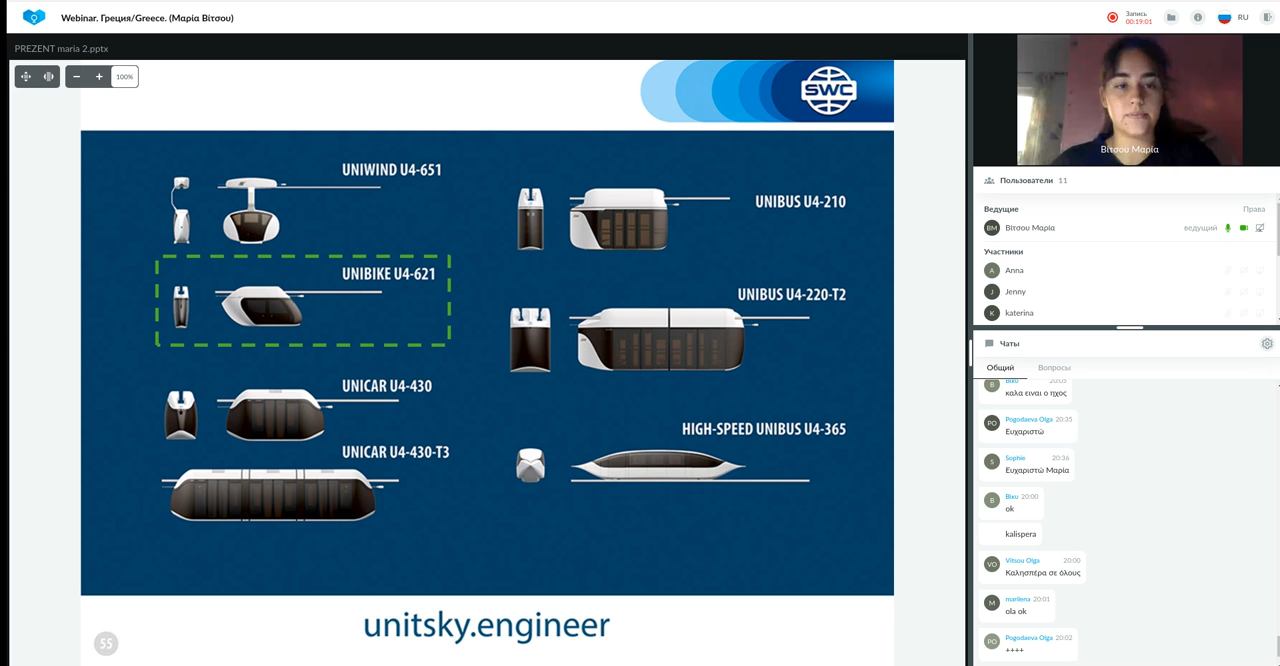 Webinar. Греция/Greece. (Μαρία Βίτσου)
Запись
00:19:01
RU
PREZENT maria 2.pptx
100%
SWC
UNIWIND U4-651
UNIBIKE U4-621
UNICAR U4-430
UNICAR U4-430-T3
UNIBUS U4-210
UNIBUS U4-220-T2
HIGH-SPEED UNIBUS U4-365
unitsky.engineer
55
Βίτσου Μαρία
Пользователи 11
Ведущие Права
ΒΜ Βίτσου Μαρία ведущий
Участники
A Anna
J Jenny
K katerina
Чаты
Общий Вопросы
B Βίκυ 20:05
καλα ειναι ο ηχος
PO Pogodaeva Olga 20:35
Ευχαριστώ
S Sophie 20:36
Ευχαριστώ Μαρία
B Βίκυ 20:00
ok
kalispera
VO Vitsou Olga 20:00
Καλησπέρα σε όλους
M marilena 20:01
ola ok
PO Pogodaeva Olga 20:02
++++